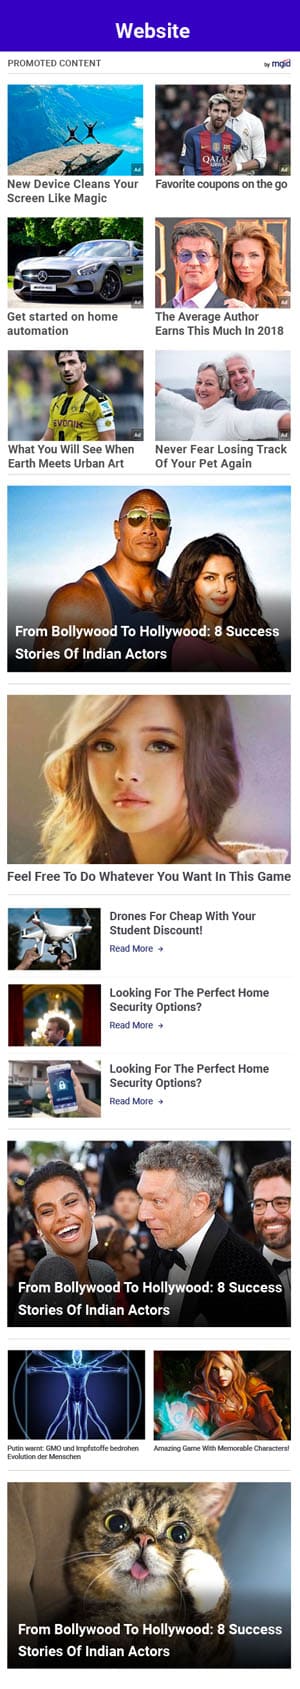 Website
PROMOTED CONTENT
by mgid
Ad
Ad
New Device Cleans Your
Screen Like Magic
QATAR
Favorite coupons on the go
Ad
Ad
Get started on home
automation
The Average Author
Earns This Much In 2018
EVONIK
Ad
Ad
What You Will See When
Earth Meets Urban Art
Never Fear Losing Track
Of Your Pet Again
From Bollywood To Hollywood: 8 Success
Stories Of Indian Actors
Feel Free To Do Whatever You Want In This Game
Drones For Cheap With Your
Student Discount!
Read More →
Looking For The Perfect Home
Security Options?
Read More →
Looking For The Perfect Home
Security Options?
Read More →
From Bollywood To Hollywood: 8 Success
Stories Of Indian Actors
Putin warnt: GMO und Impfstoffe bedrohen
Evolution der Menschen
Amazing Game With Memorable Characters!
From Bollywood To Hollywood: 8 Success
Stories Of Indian Actors